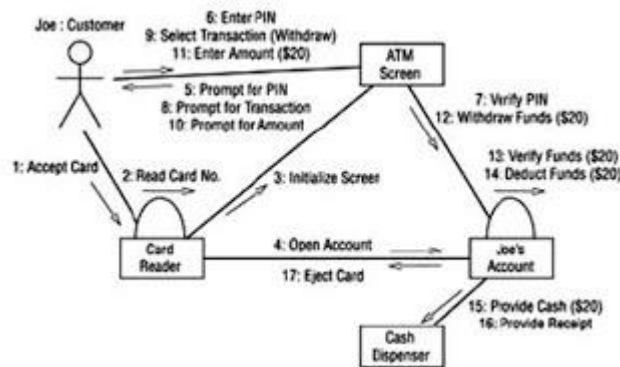 Joe : Customer
6: Enter PIN
9: Select Transaction (Withdraw)
11: Enter Amount ($20)
ATM
Screen
5: Prompt for PIN
8: Prompt for Transaction
10: Prompt for Amount
7: Verify PIN
12: Withdraw Funds ($20)
1: Accept Card
2: Read Card No.
3: Initialize Screen
13: Verify Funds ($20)
14: Deduct Funds ($20)
Card
Reader
4: Open Account
17: Eject Card
Joe's
Account
15: Provide Cash ($20)
16: Provide Receipt
Cash
Dispenser